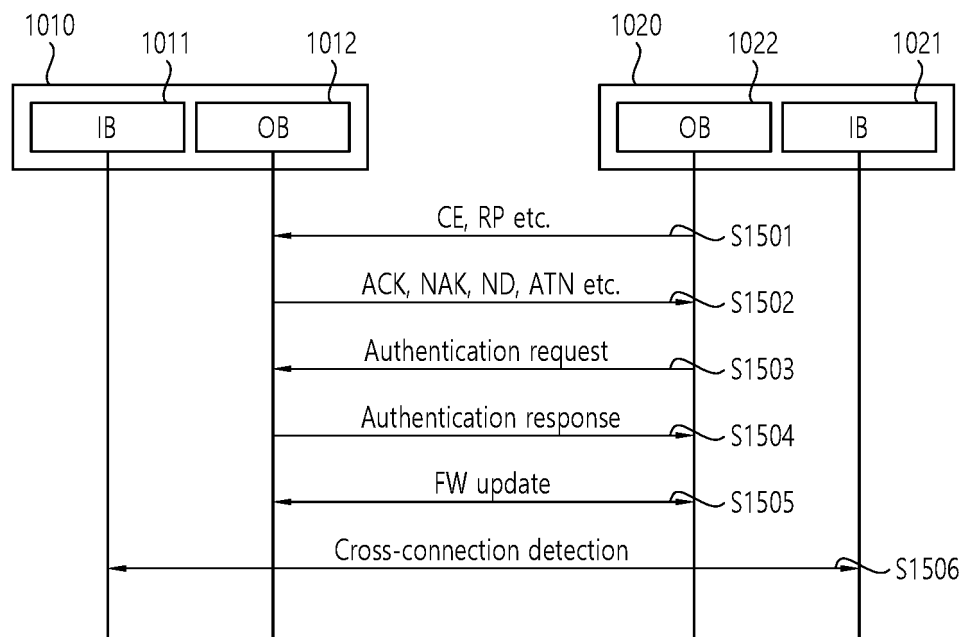 1010
1011
1012
1020
1022
1021
IB
OB
OB
IB
CE, RP etc.
S1501
ACK, NAK, ND, ATN etc.
S1502
Authentication request
S1503
Authentication response
S1504
FW update
S1505
Cross-connection detection
S1506